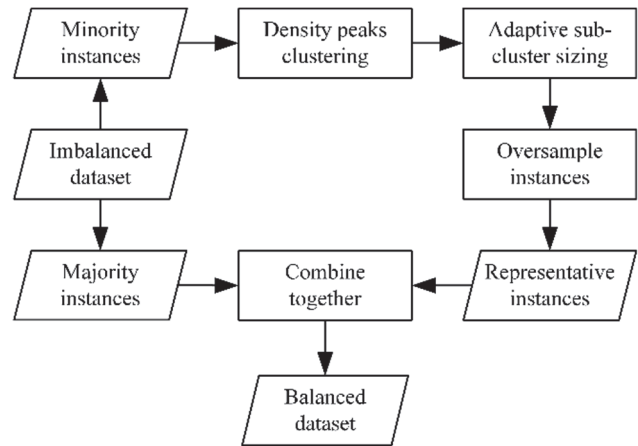 Minority
instances
Density peaks
clustering
Adaptive sub-
cluster sizing
Imbalanced
dataset
Oversample
instances
Majority
instances
Combine
together
Representative
instances
Balanced
dataset